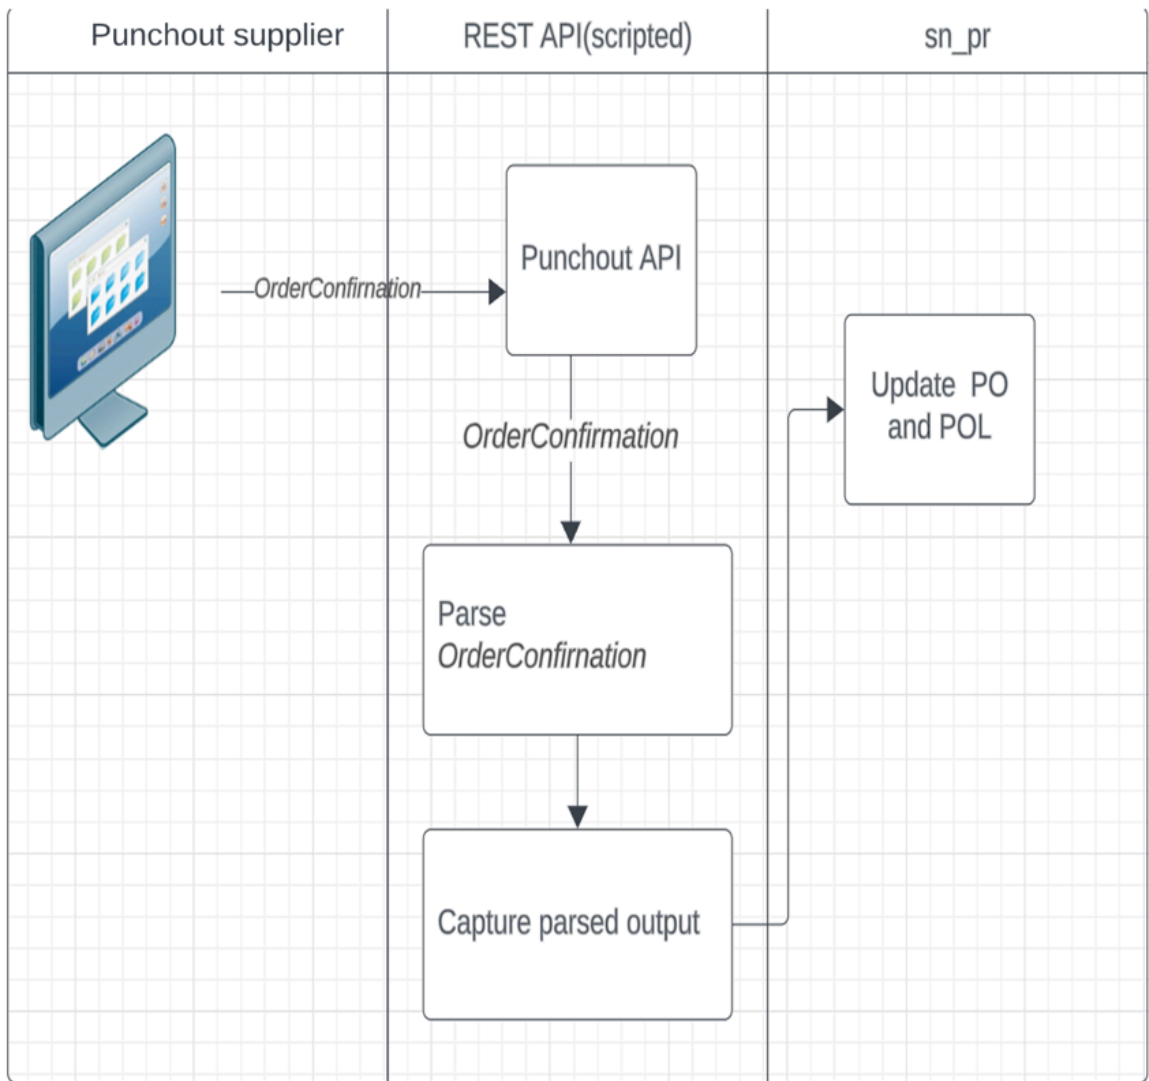 Punchout supplier
REST API(scripted)
sn_pr
Punchout API
OrderConfirnation
Update  PO
and POL
OrderConfirmation
Parse
OrderConfirnation
Capture parsed output